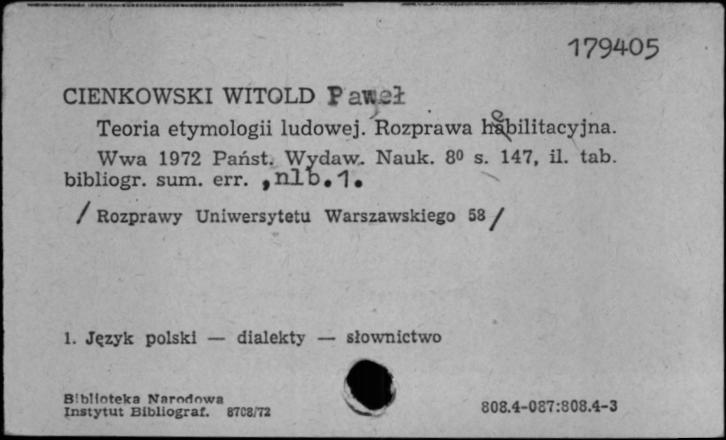 179405
CIENKOWSKI WITOLD Paweł
Teoria etymologii ludowej. Rozprawa habilitacyjna.
Wwa 1972 Państ. Wydaw. Nauk. 8⁰ s. 147, il. tab.
bibliogr. sum. err. ,nlb.1.
/Rozprawy Uniwersytetu Warszawskiego 58/
1. Język polski — dialekty — słownictwo
Biblioteka Narodowa
Instytut Bibliograf. 8708/72
808.4-087:808.4-3